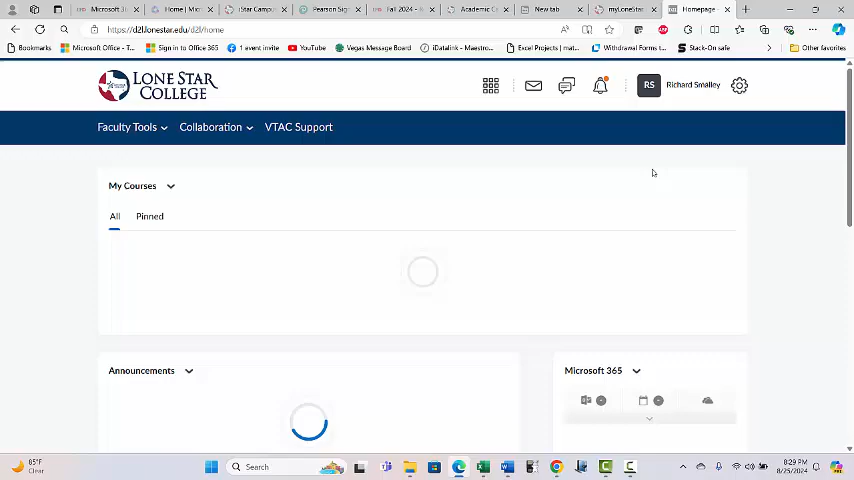 Microsoft 3
Home | Micr
iStar Campu
Pearson Sig
Fall 2024 -
Academic C
New tab
myLoneStar
Homepage -
https://d2l.lonestar.edu/d2l/home
Bookmarks
Microsoft Office - T...
Sign in to Office 365
1 event invite
YouTube
Vegas Message Board
iDatalink - Maestro...
Excel Projects | mat...
Withdrawal Forms t...
Stack-On safe
Other favorites
LONE STAR
COLLEGE
RS
Richard Smalley
Faculty Tools
Collaboration
VTAC Support
My Courses
All
Pinned
Announcements
Microsoft 365
85°F
Clear
Search
8:29 PM
8/25/2024